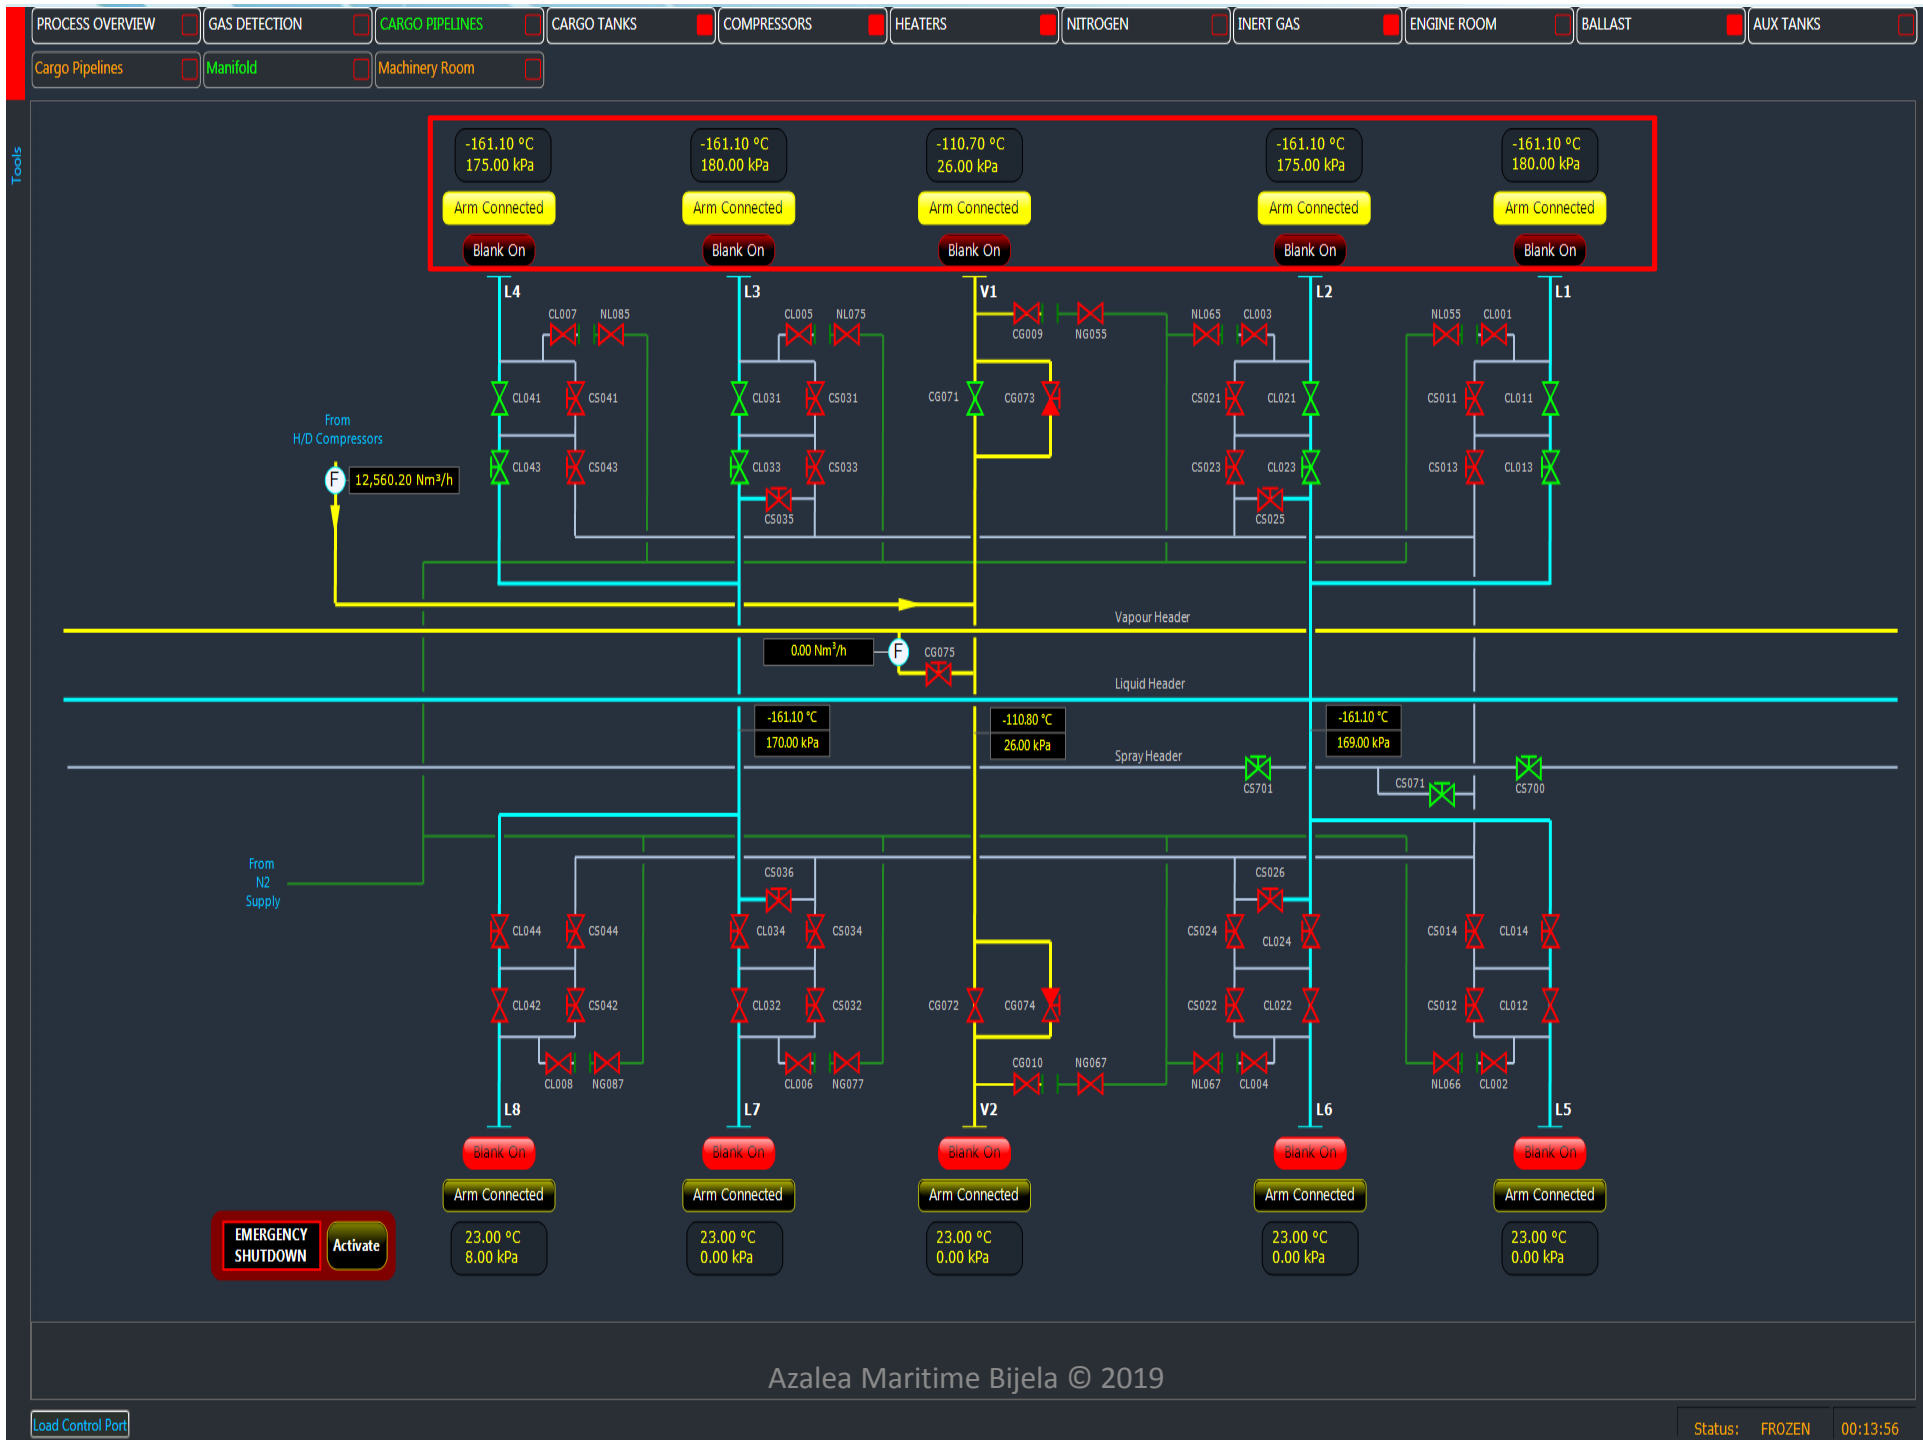 PROCESS OVERVIEW
GAS DETECTION
CARGO PIPELINES
CARGO TANKS
COMPRESSORS
HEATERS
NITROGEN
INERT GAS
ENGINE ROOM
BALLAST
AUX TANKS
Cargo Pipelines
Manifold
Machinery Room
Tools
-161.10 ºC
175.00 kPa
-161.10 ºC
180.00 kPa
-110.70 ºC
26.00 kPa
-161.10 ºC
175.00 kPa
-161.10 ºC
180.00 kPa
Arm Connected
Arm Connected
Arm Connected
Arm Connected
Arm Connected
Blank On
Blank On
Blank On
Blank On
Blank On
L4
L3
V1
L2
L1
CL007
NL085
CL005
NL075
CG009
NG055
NL065
CL003
NL055
CL001
CL041
CS041
CL031
CS031
CG071
CG073
CS021
CL021
CS011
CL011
From
H/D Compressors
F
12,560.20 Nm³/h
CL043
CS043
CL033
CS033
CS023
CL023
CS013
CL013
CS035
CS025
Vapour Header
0.00 Nm³/h
F
CG075
Liquid Header
-161.10 °C
170.00 kPa
-110.80 °C
26.00 kPa
-161.10 °C
169.00 kPa
Spray Header
CS701
CS071
CS700
From
N2
Supply
CS036
CS026
CL044
CS044
CL034
CS034
CS024
CL024
CS014
CL014
CL042
CS042
CL032
CS032
CG072
CG074
CS022
CL022
CS012
CL012
CL008
NG087
CL006
NG077
CG010
NG067
NL067
CL004
NL066
CL002
L8
L7
V2
L6
L5
Blank On
Blank On
Blank On
Blank On
Blank On
Arm Connected
Arm Connected
Arm Connected
Arm Connected
Arm Connected
23.00 ºC
8.00 kPa
23.00 ºC
0.00 kPa
23.00 ºC
0.00 kPa
23.00 ºC
0.00 kPa
23.00 ºC
0.00 kPa
EMERGENCY
SHUTDOWN
Activate
Azalea Maritime Bijela © 2019
Load Control Port
Status: FROZEN 00:13:56